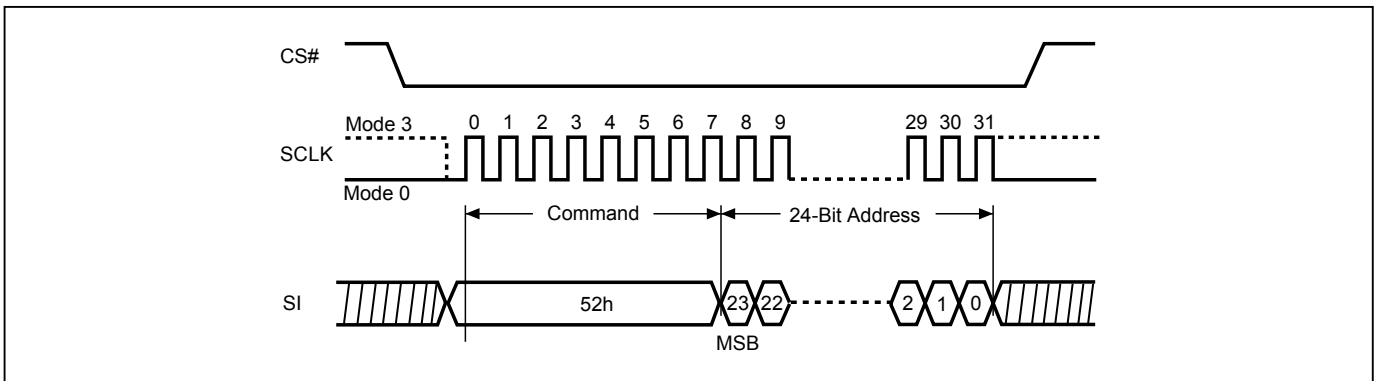 CS#
Mode 3
0 1 2 3 4 5 6 7 8 9 29 30 31
SCLK
Mode 0
Command 24-Bit Address
SI 52h 23 22 2 1 0
MSB